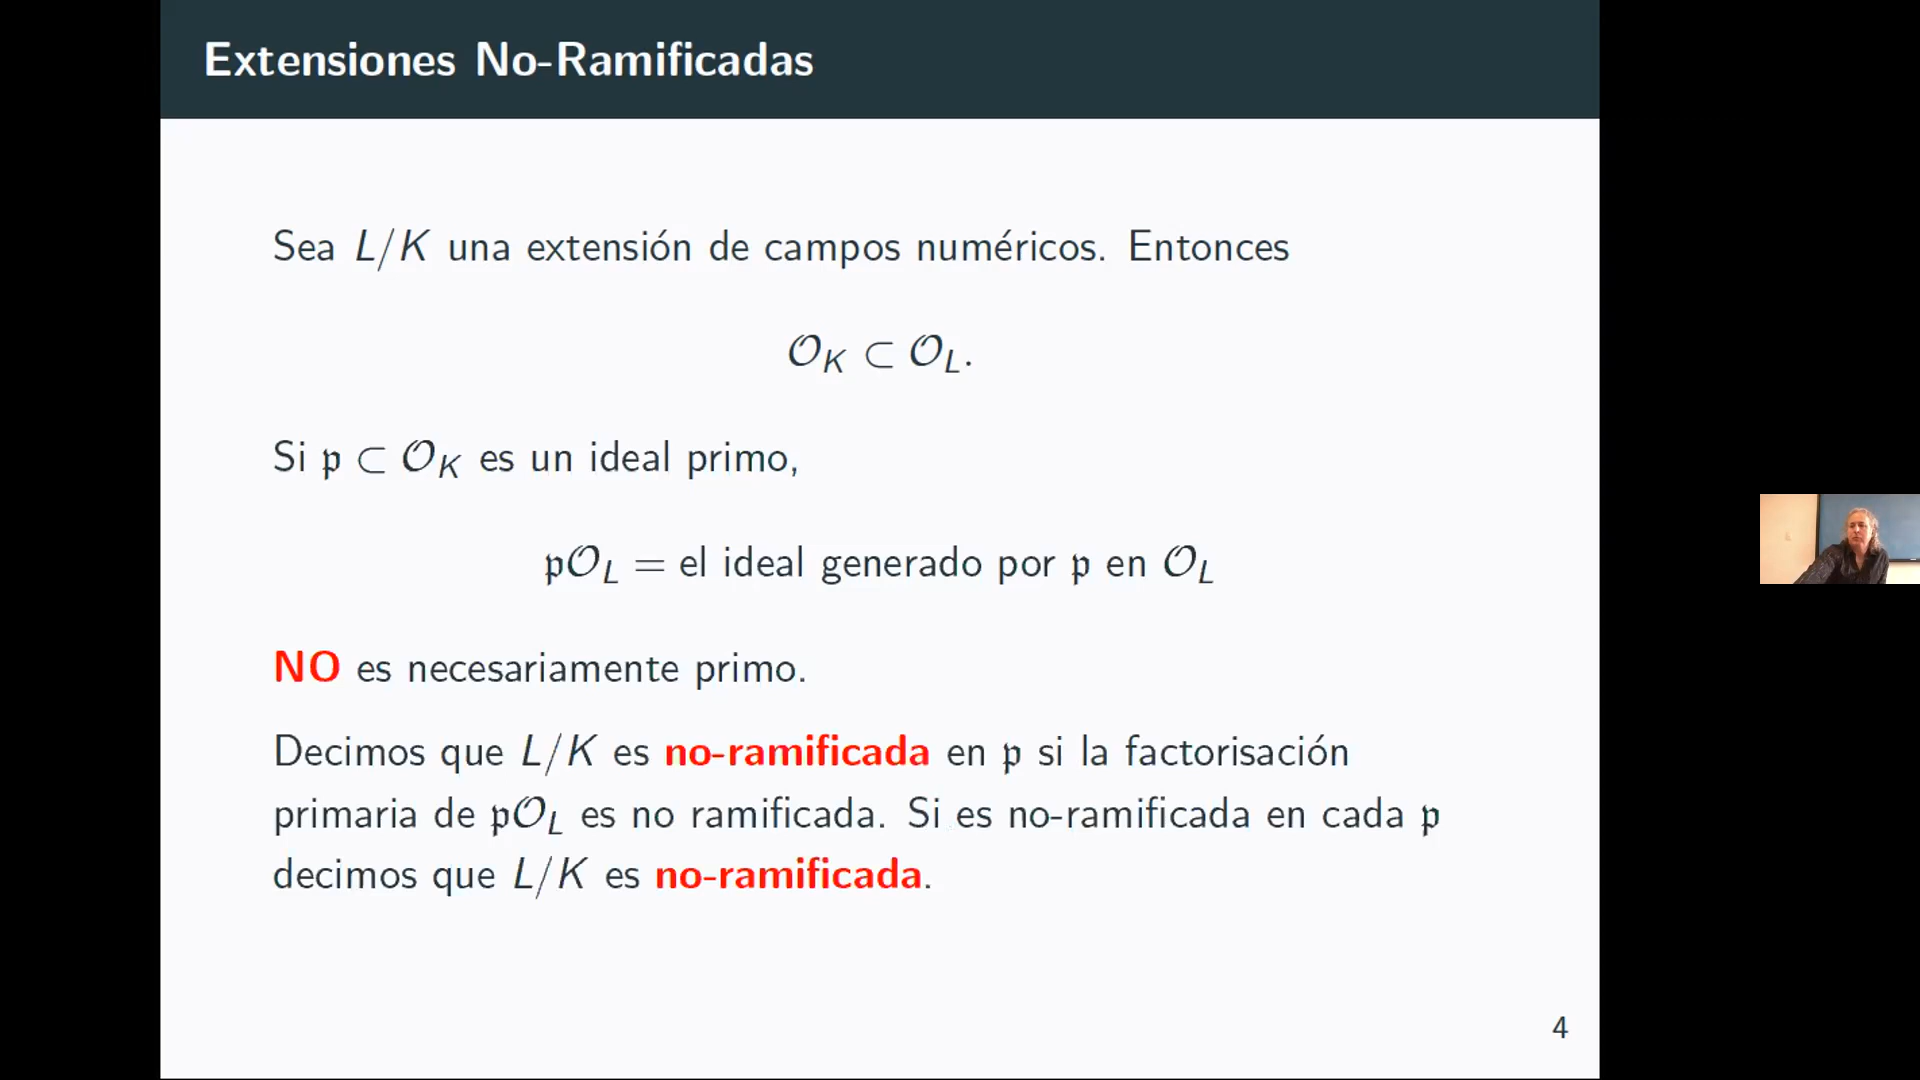 Extensiones No-Ramificadas
Sea L/K una extensión de campos numéricos. Entonces
𝒪_K ⊂ 𝒪_L.
Si 𝔭 ⊂ 𝒪_K es un ideal primo,
𝔭𝒪_L = el ideal generado por 𝔭 en 𝒪_L
NO es necesariamente primo.
Decimos que L/K es no-ramificada en 𝔭 si la factorisación
primaria de 𝔭𝒪_L es no ramificada. Si es no-ramificada en cada 𝔭
decimos que L/K es no-ramificada.
4